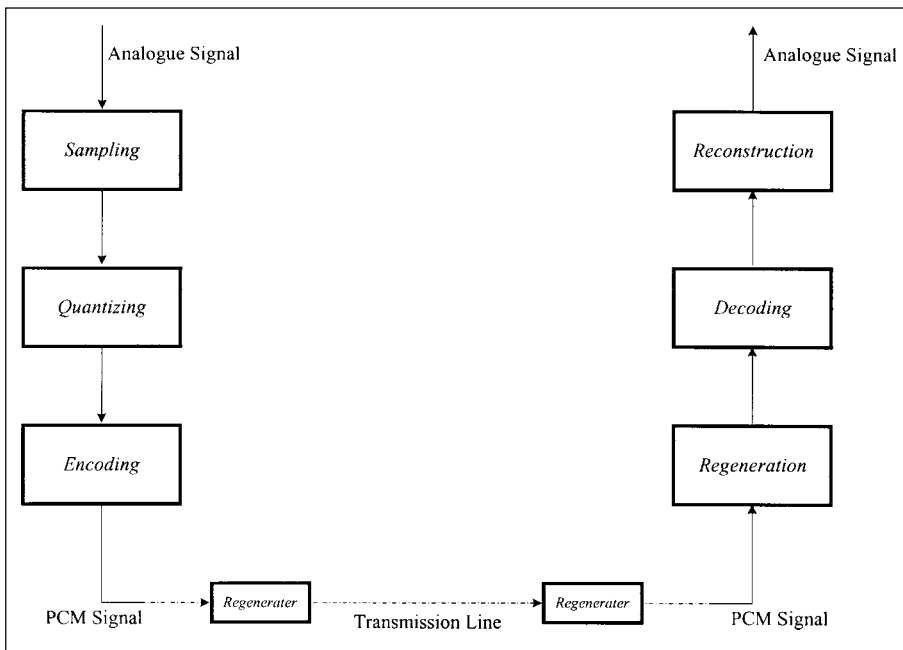 Analogue Signal
Sampling
Quantizing
Encoding
PCM Signal
Regenerater
Transmission Line
Regenerater
PCM Signal
Regeneration
Decoding
Reconstruction
Analogue Signal